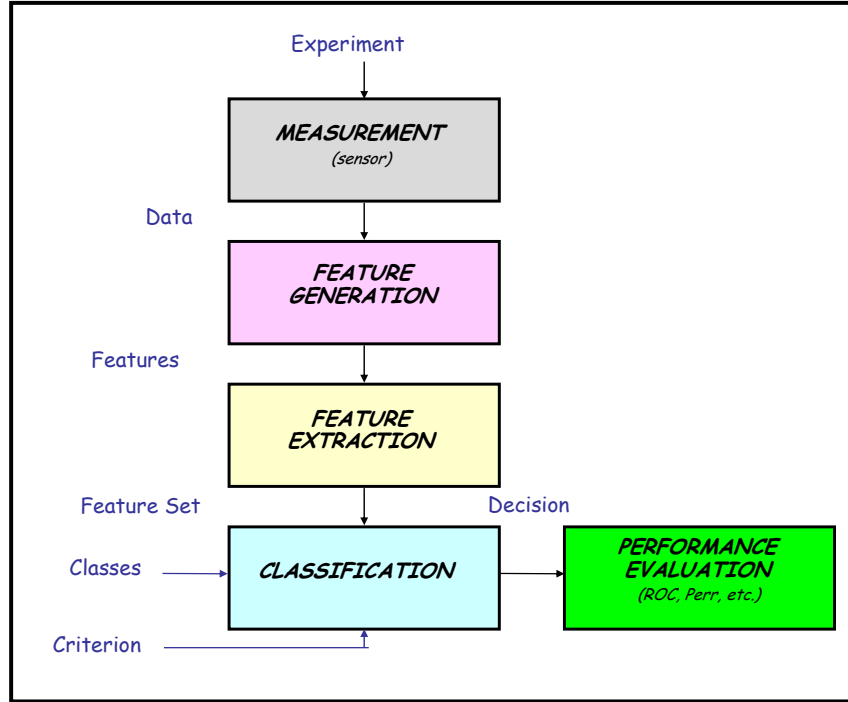 Experiment
MEASUREMENT
(sensor)
Data
FEATURE
GENERATION
Features
FEATURE
EXTRACTION
Feature Set
Decision
Classes
CLASSIFICATION
PERFORMANCE
EVALUATION
(ROC, Perr, etc.)
Criterion